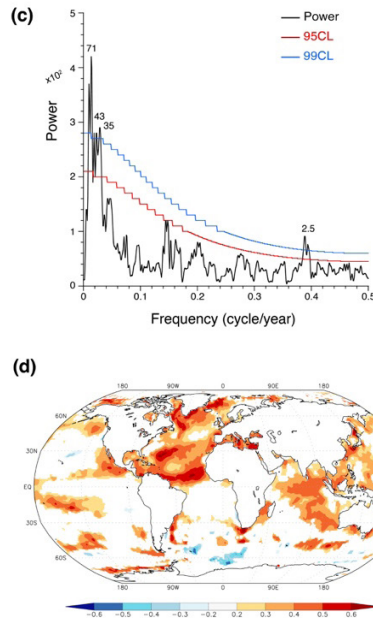 (c)
Power
95CL
99CL
5
4
3
2
1
0
x10²
Power
71
43
35
2.5
0 0.1 0.2 0.3 0.4 0.5
Frequency (cycle/year)
(d)
180 90W 0 90E 180
60N
30N
EQ
30S
60S
180 90W 0 90E 180
-0.6 -0.5 -0.4 -0.3 -0.2 0.2 0.3 0.4 0.5 0.6